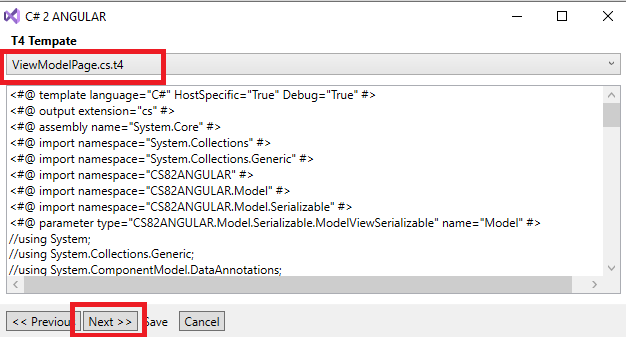 C# 2 ANGULAR
T4 Tempate
ViewModelPage.cs.t4
<#@ template language="C#" HostSpecific="True" Debug="True" #>
<#@ output extension="cs" #>
<#@ assembly name="System.Core" #>
<#@ import namespace="System.Collections" #>
<#@ import namespace="System.Collections.Generic" #>
<#@ import namespace="CS82ANGULAR" #>
<#@ import namespace="CS82ANGULAR.Model" #>
<#@ import namespace="CS82ANGULAR.Model.Serializable" #>
<#@ parameter type="CS82ANGULAR.Model.Serializable.ModelViewSerializable" name="Model" #>
//using System;
//using System.Collections.Generic;
//using System.ComponentModel.DataAnnotations;
<< Previous Next >> Save Cancel